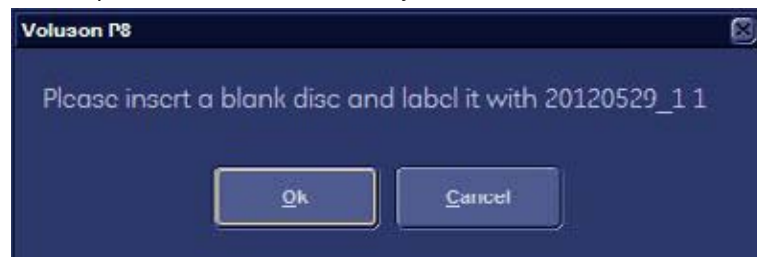 Voluson P8
Please insert a blank disc and label it with 20120529_1 1
Ok
Cancel